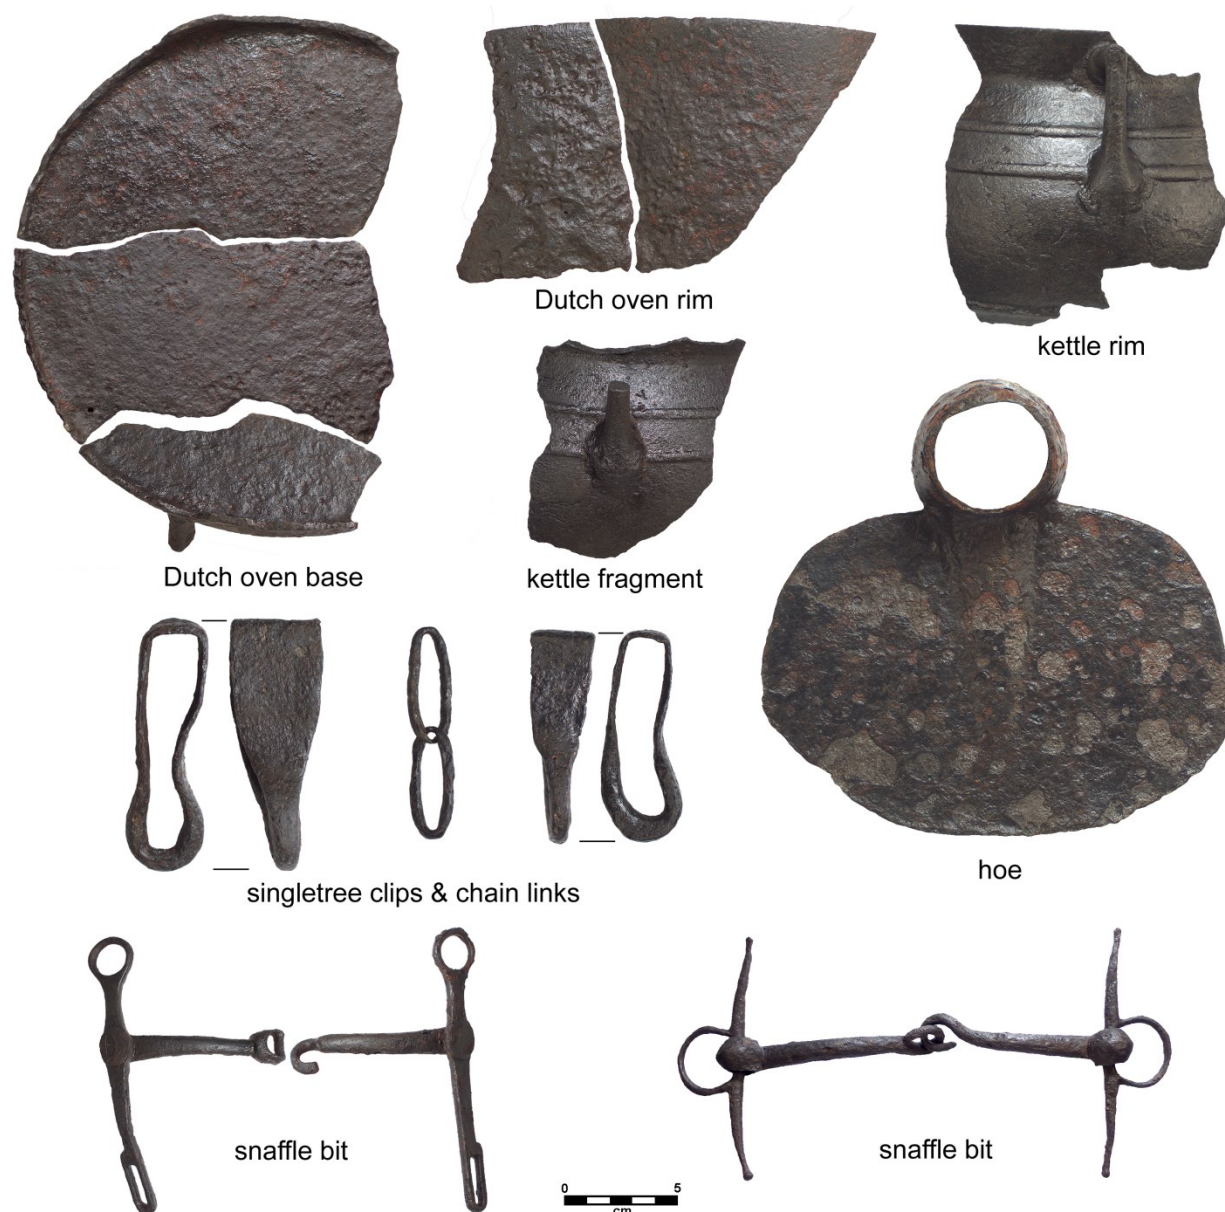 Dutch oven rim
kettle rim
Dutch oven base
kettle fragment
hoe
singletree clips & chain links
snaffle bit
snaffle bit
0 5
cm